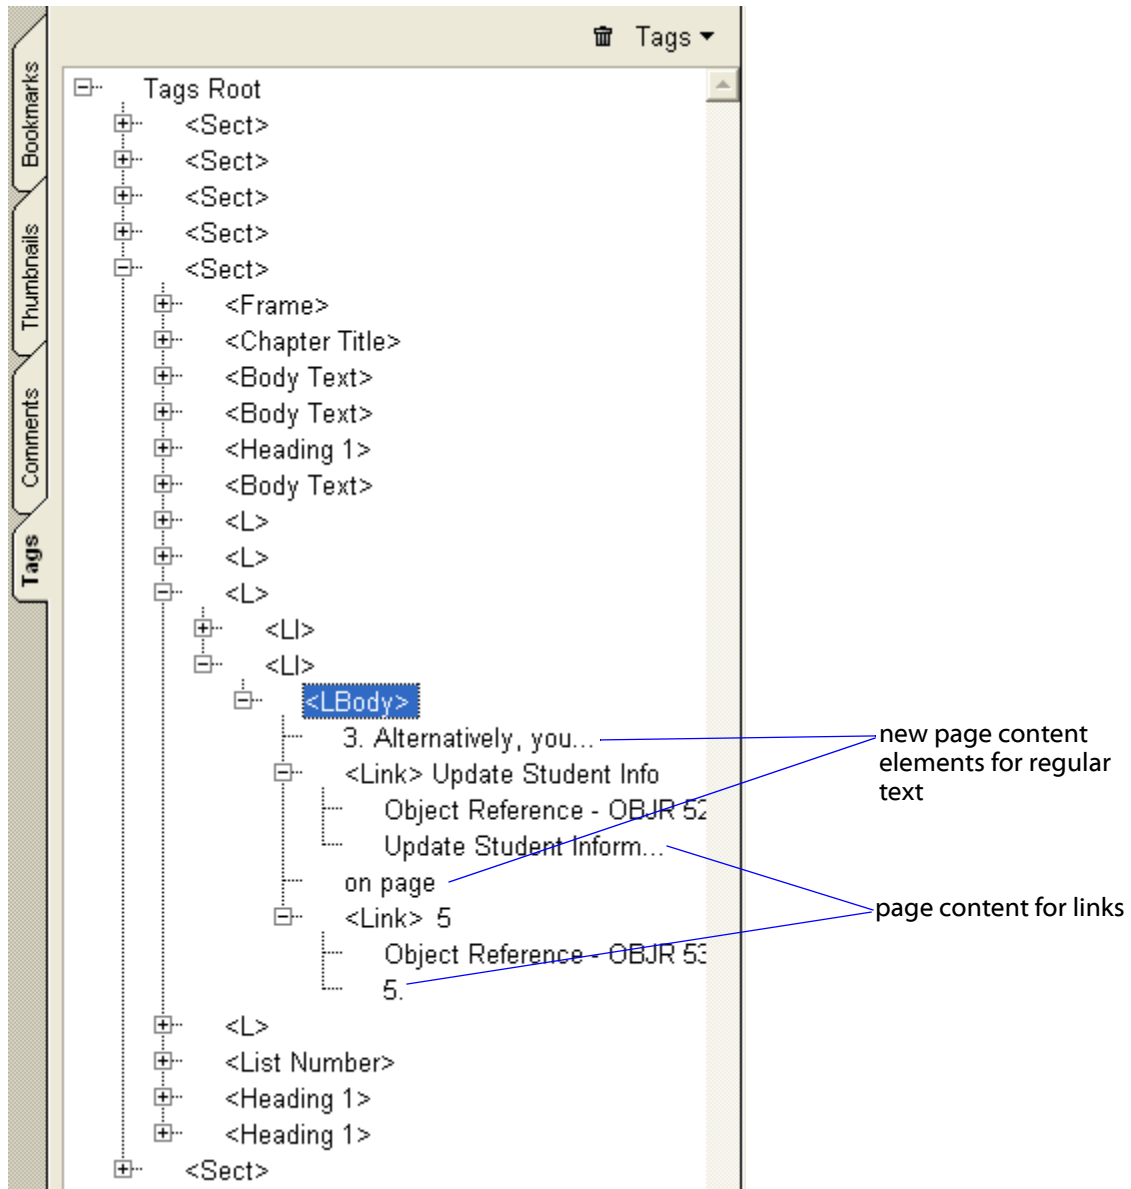 Bookmarks
Thumbnails
Comments
Tags
Tags
Tags Root
<Sect>
<Sect>
<Sect>
<Sect>
<Sect>
<Frame>
<Chapter Title>
<Body Text>
<Body Text>
<Heading 1>
<Body Text>
<L>
<L>
<L>
<LI>
<LI>
<LBody>
3. Alternatively, you...
<Link> Update Student Info
Object Reference - OBJR 52
Update Student Inform...
on page
<Link> 5
Object Reference - OBJR 53
5.
<L>
<List Number>
<Heading 1>
<Heading 1>
<Sect>
new page content
elements for regular
text
page content for links